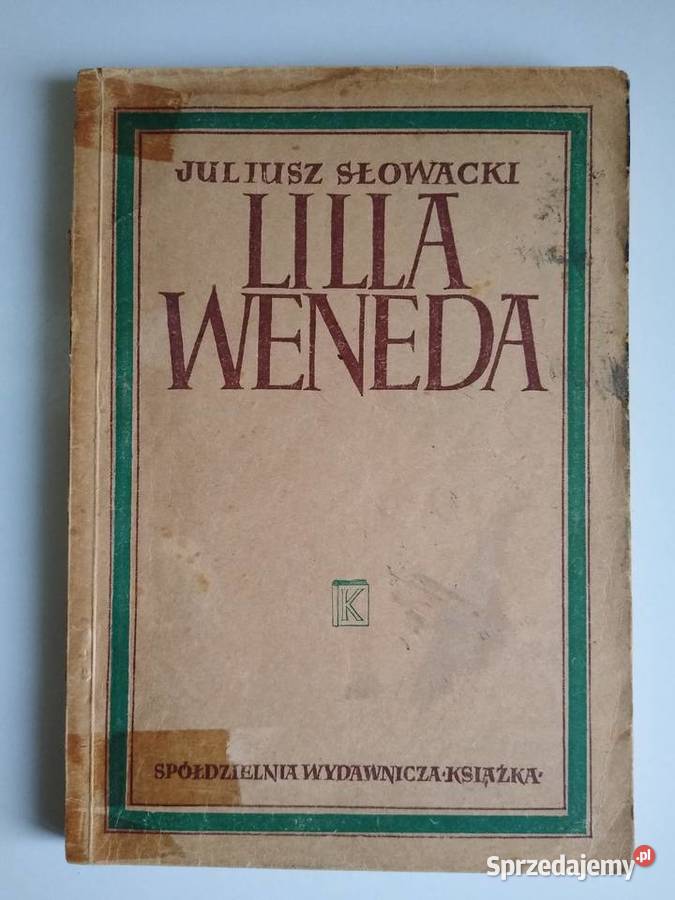 JULIUSZ SŁOWACKI
LILLA
WENEDA
K
SPÓŁDZIELNIA WYDAWNICZA•KSIĄŻKA•
Sprzedajemy.pl